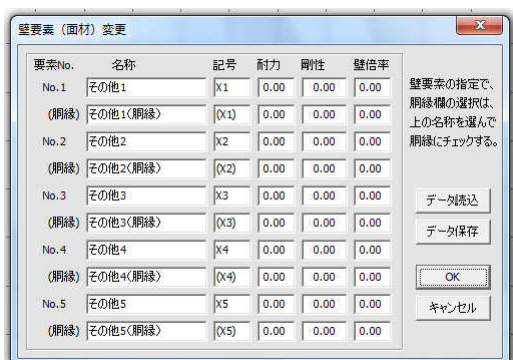 壁要素（面材）変更
要素No. 名称 記号 耐力 剛性 壁倍率
No.1 その他1 X1 0.00 0.00 0.00
(胴縁) その他1(胴縁) (X1) 0.00 0.00 0.00
No.2 その他2 X2 0.00 0.00 0.00
(胴縁) その他2(胴縁) (X2) 0.00 0.00 0.00
No.3 その他3 X3 0.00 0.00 0.00
(胴縁) その他3(胴縁) (X3) 0.00 0.00 0.00
No.4 その他4 X4 0.00 0.00 0.00
(胴縁) その他4(胴縁) (X4) 0.00 0.00 0.00
No.5 その他5 X5 0.00 0.00 0.00
(胴縁) その他5(胴縁) (X5) 0.00 0.00 0.00
壁要素の指定で、
胴縁欄の選択は、
上の名称を選んで
胴縁にチェックする。
データ読込
データ保存
OK
キャンセル